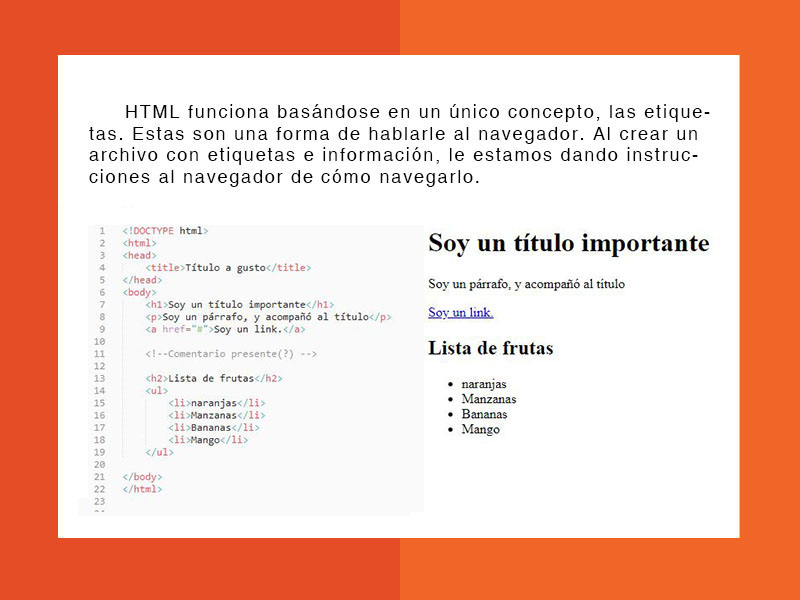 HTML funciona basándose en un único concepto, las etique-
tas. Estas son una forma de hablarle al navegador. Al crear un
archivo con etiquetas e información, le estamos dando instruc-
ciones al navegador de cómo navegarlo.
1 <!DOCTYPE html>
2 <html>
3 <head>
4 <title>Título a gusto</title>
5 </head>
6 <body>
7 <h1>Soy un título importante</h1>
8 <p>Soy un párrafo, y acompañó al título</p>
9 <a href="#">Soy un link.</a>
10
11 <!--Comentario presente(?) -->
12
13 <h2>Lista de frutas</h2>
14 <ul>
15 <li>naranjas</li>
16 <li>Manzanas</li>
17 <li>Bananas</li>
18 <li>Mango</li>
19 </ul>
20
21 </body>
22 </html>
23
Soy un título importante
Soy un párrafo, y acompañó al título
Soy un link.
Lista de frutas
• naranjas
• Manzanas
• Bananas
• Mango